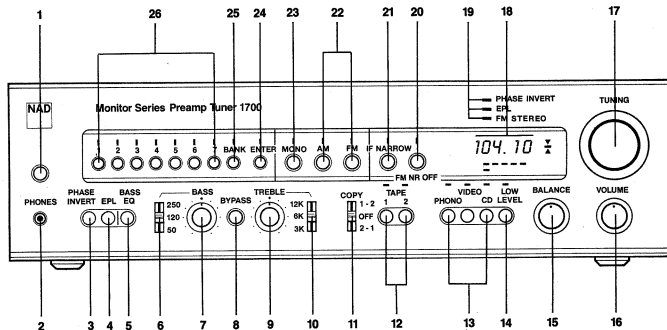 1 26 25 24 23 22 21 20 19 18 17
NAD
Monitor Series Preamp Tuner 1700
PHASE INVERT
EPL
FM STEREO
TUNING
104.10
1 2 3 4 5 6 7 BANK ENTER MONO AM FM IF NARROW
FM NR OFF
PHONES
PHASE INVERT
EPL
BASS EQ
250
120
50
BASS
BYPASS
TREBLE
12K
6K
3K
COPY
1 - 2
OFF
2 - 1
TAPE
1 2
VIDEO
PHONO
CD
LOW LEVEL
BALANCE
VOLUME
2 3 4 5 6 7 8 9 10 11 12 13 14 15 16